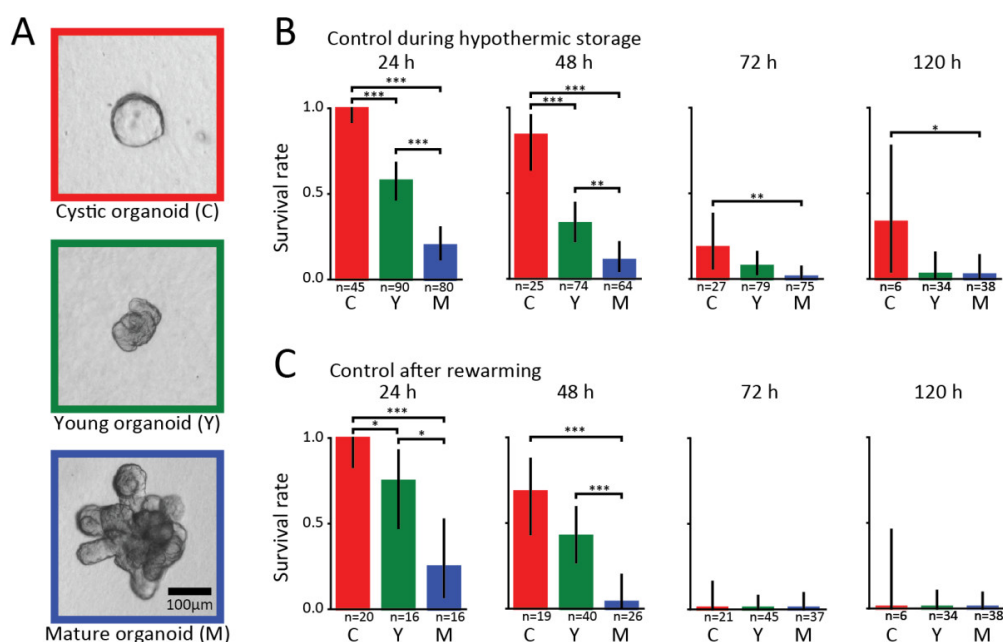 A
Cystic organoid (C)
Young organoid (Y)
100µm
Mature organoid (M)
B
Control during hypothermic storage
24 h
48 h
72 h
120 h
Survival rate
1.0
0.5
0.0
***
***
***
n=45 n=90 n=80
C Y M
***
***
**
n=25 n=74 n=64
C Y M
**
n=27 n=79 n=75
C Y M
*
n=6 n=34 n=38
C Y M
C
Control after rewarming
24 h
48 h
72 h
120 h
Survival rate
1.0
0.5
0.0
***
*
*
n=20 n=16 n=16
C Y M
***
***
n=19 n=40 n=26
C Y M
n=21 n=45 n=37
C Y M
n=6 n=34 n=38
C Y M